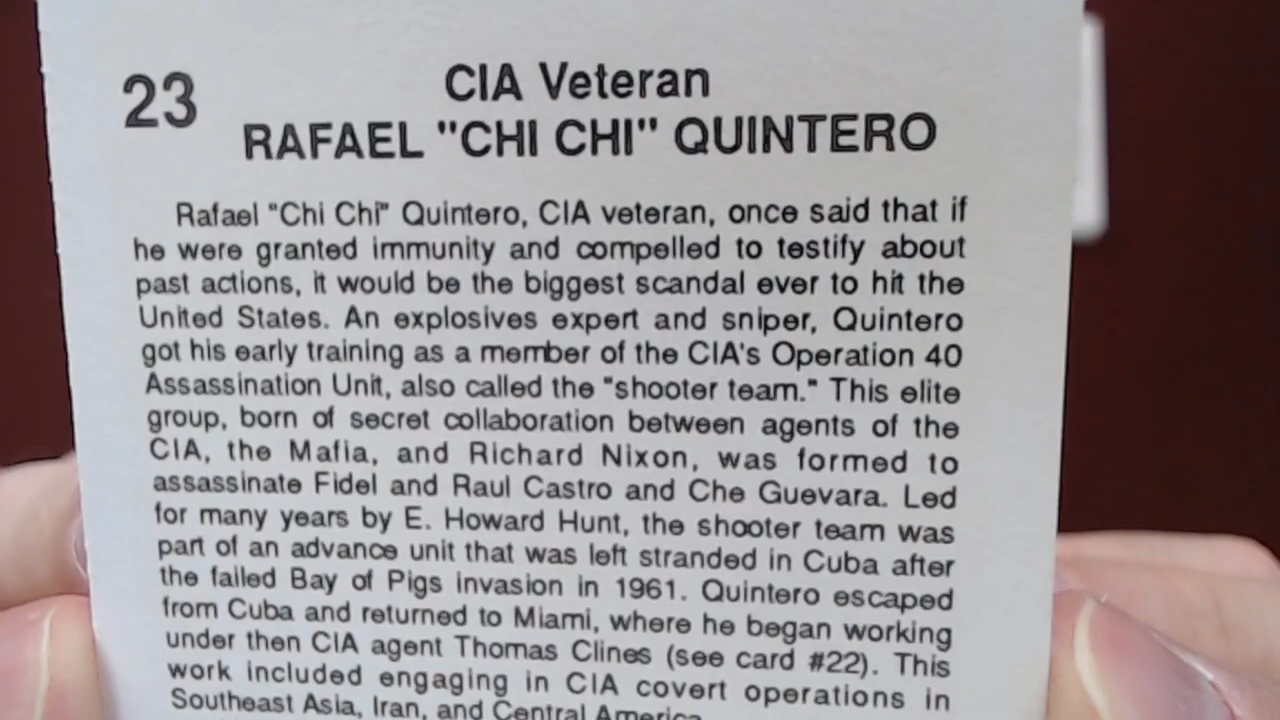 23
CIA Veteran
RAFAEL "CHI CHI" QUINTERO
Rafael "Chi Chi" Quintero, CIA veteran, once said that if
he were granted immunity and compelled to testify about
past actions, it would be the biggest scandal ever to hit the
United States. An explosives expert and sniper, Quintero
got his early training as a member of the CIA's Operation 40
Assassination Unit, also called the "shooter team." This elite
group, born of secret collaboration between agents of the
CIA, the Mafia, and Richard Nixon, was formed to
assassinate Fidel and Raul Castro and Che Guevara. Led
for many years by E. Howard Hunt, the shooter team was
part of an advance unit that was left stranded in Cuba after
the failed Bay of Pigs invasion in 1961. Quintero escaped
from Cuba and returned to Miami, where he began working
under then CIA agent Thomas Clines (see card #22). This
work included engaging in CIA covert operations in
Southeast Asia, Iran, and Central America